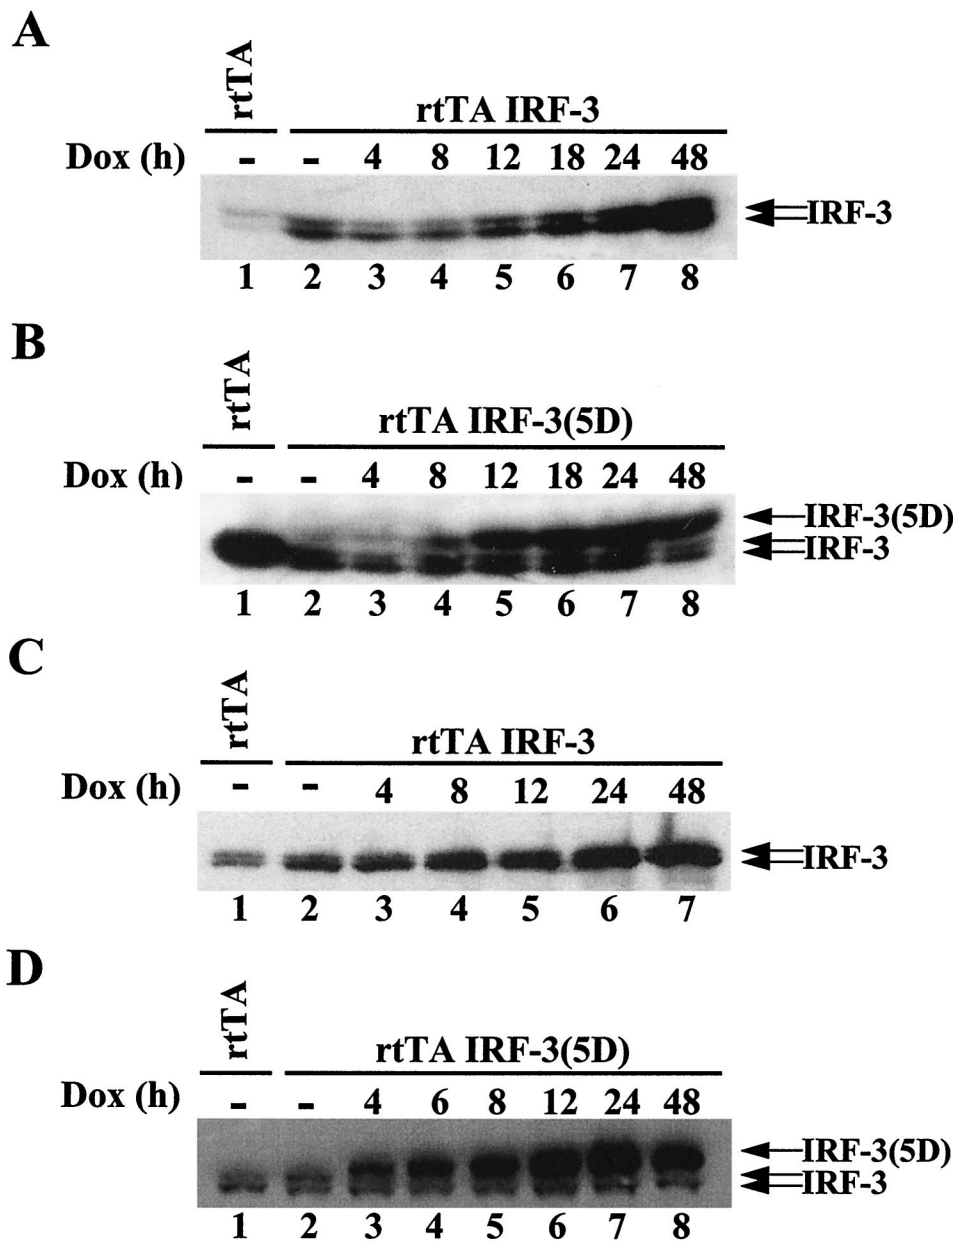 A
rtTA
rtTA IRF-3
Dox (h) - - 4 8 12 18 24 48
IRF-3
1 2 3 4 5 6 7 8
B
rtTA
rtTA IRF-3(5D)
Dox (h) - - 4 8 12 18 24 48
IRF-3(5D)
IRF-3
1 2 3 4 5 6 7 8
C
rtTA
rtTA IRF-3
Dox (h) - - 4 8 12 24 48
IRF-3
1 2 3 4 5 6 7
D
rtTA
rtTA IRF-3(5D)
Dox (h) - - 4 6 8 12 24 48
IRF-3(5D)
IRF-3
1 2 3 4 5 6 7 8